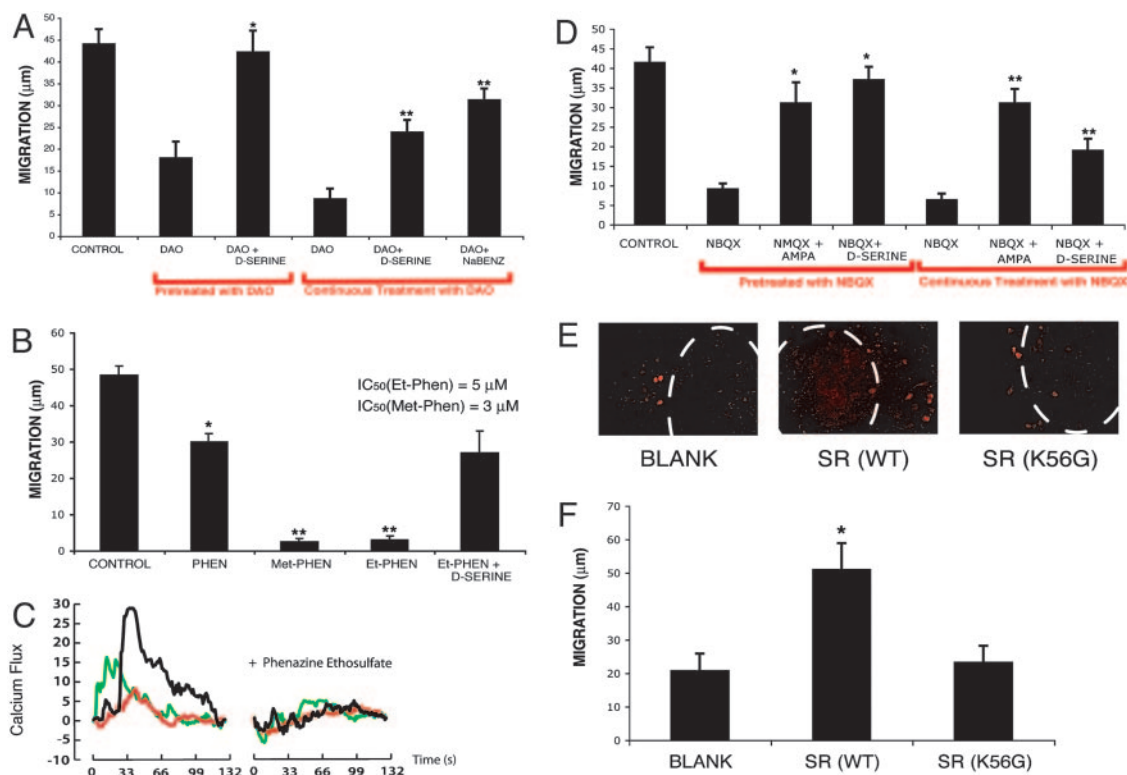 A
MIGRATION (µm)
50
45
40
35
30
25
20
15
10
5
0
*
**
**
CONTROL
DAO
DAO +
D-SERINE
DAO
DAO+
D-SERINE
DAO+
NaBENZ
Pretreated with DAO
Continuous Treatment with DAO
B
MIGRATION (µm)
60
50
40
30
20
10
0
*
**
**
IC50(Et-Phen) = 5 µM
IC50(Met-Phen) = 3 µM
CONTROL
PHEN
Met-PHEN
Et-PHEN
Et-PHEN +
D-SERINE
C
Calcium Flux
30
25
20
15
10
5
0
-5
-10
+ Phenazine Ethosulfate
0 33 66 99 132
0 33 66 99 132
Time (s)
D
MIGRATION (µm)
50
45
40
35
30
25
20
15
10
5
0
*
*
**
**
CONTROL
NBQX
NMQX +
AMPA
NBQX+
D-SERINE
NBQX
NBQX +
AMPA
NBQX +
D-SERINE
Pretreated with NBQX
Continuous Treatment with NBQX
E
BLANK
SR (WT)
SR (K56G)
F
MIGRATION (µm)
70
60
50
40
30
20
10
0
*
BLANK
SR (WT)
SR (K56G)